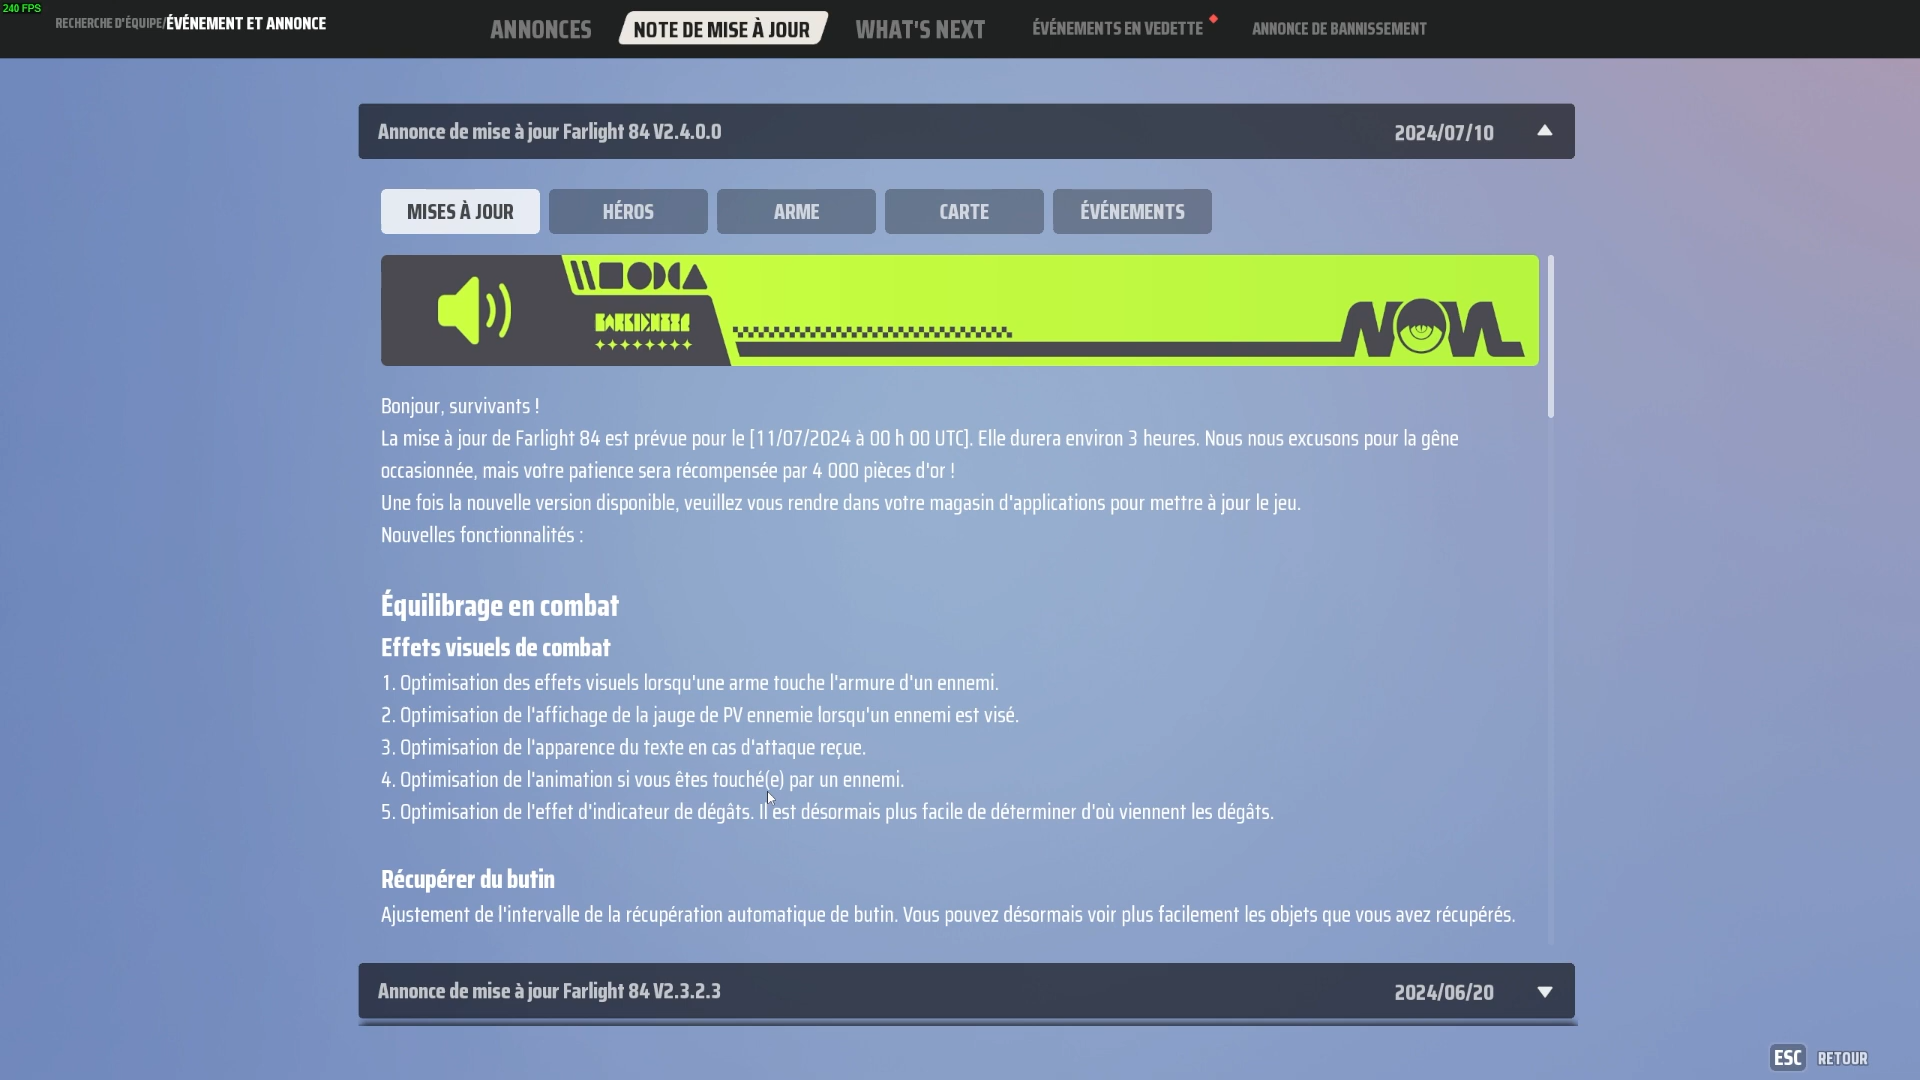 240 FPS
RECHERCHE D'ÉQUIPE/ÉVÉNEMENT ET ANNONCE
ANNONCES
NOTE DE MISE À JOUR
WHAT'S NEXT
ÉVÉNEMENTS EN VEDETTE
ANNONCE DE BANNISSEMENT
Annonce de mise à jour Farlight 84 V2.4.0.0
2024/07/10
MISES À JOUR
HÉROS
ARME
CARTE
ÉVÉNEMENTS
Bonjour, survivants !
La mise à jour de Farlight 84 est prévue pour le [11/07/2024 à 00 h 00 UTC]. Elle durera environ 3 heures. Nous nous excusons pour la gêne
occasionnée, mais votre patience sera récompensée par 4 000 pièces d'or !
Une fois la nouvelle version disponible, veuillez vous rendre dans votre magasin d'applications pour mettre à jour le jeu.
Nouvelles fonctionnalités :
Équilibrage en combat
Effets visuels de combat
1. Optimisation des effets visuels lorsqu'une arme touche l'armure d'un ennemi.
2. Optimisation de l'affichage de la jauge de PV ennemie lorsqu'un ennemi est visé.
3. Optimisation de l'apparence du texte en cas d'attaque reçue.
4. Optimisation de l'animation si vous êtes touché(e) par un ennemi.
5. Optimisation de l'effet d'indicateur de dégâts. Il est désormais plus facile de déterminer d'où viennent les dégâts.
Récupérer du butin
Ajustement de l'intervalle de la récupération automatique de butin. Vous pouvez désormais voir plus facilement les objets que vous avez récupérés.
Annonce de mise à jour Farlight 84 V2.3.2.3
2024/06/20
ESC RETOUR